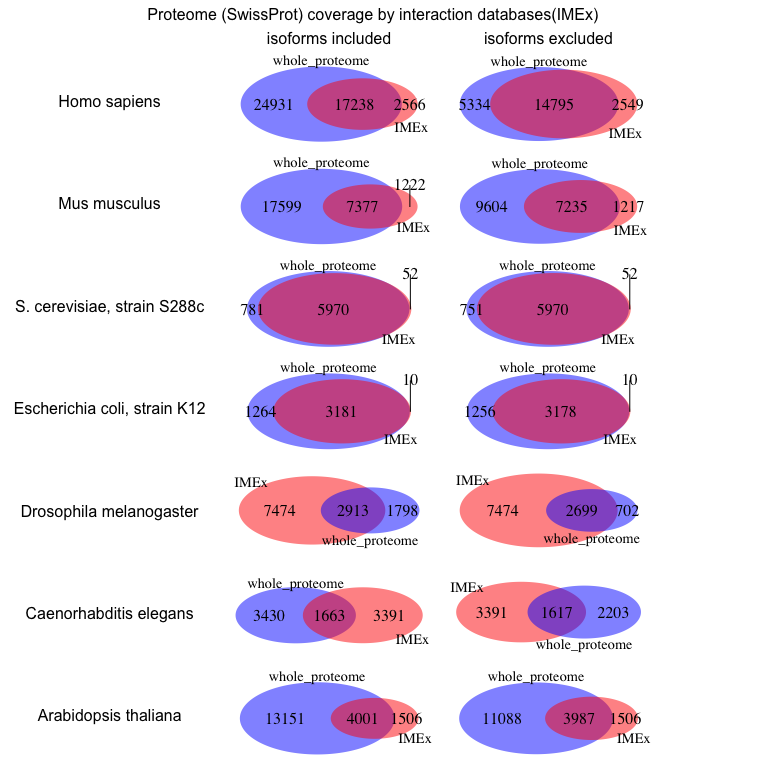 Proteome (SwissProt) coverage by interaction databases(IMEx)
isoforms included isoforms excluded
whole_proteome whole_proteome
Homo sapiens 24931 17238 2566 5334 14795 2549
IMEx IMEx
whole_proteome whole_proteome
1222
Mus musculus 17599 7377 9604 7235 1217
IMEx IMEx
whole_proteome whole_proteome
52 52
S. cerevisiae, strain S288c 781 5970 751 5970
IMEx IMEx
whole_proteome whole_proteome
10 10
Escherichia coli, strain K12 1264 3181 1256 3178
IMEx IMEx
IMEx IMEx
Drosophila melanogaster 7474 2913 1798 7474 2699 702
whole_proteome whole_proteome
whole_proteome IMEx
Caenorhabditis elegans 3430 1663 3391 3391 1617 2203
IMEx whole_proteome
whole_proteome whole_proteome
Arabidopsis thaliana 13151 4001 1506 11088 3987 1506
IMEx IMEx